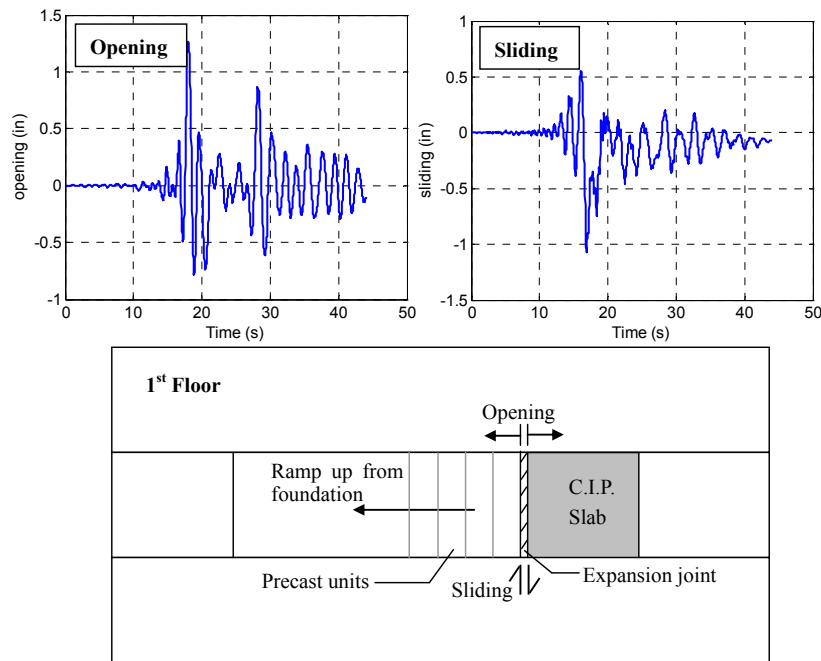 Opening
opening (in)
1.5
1
0.5
0
-0.5
-1
0 10 20 30 40 50
Time (s)
Sliding
sliding (in)
1
0.5
0
-0.5
-1
-1.5
0 10 20 30 40 50
Time (s)
1st Floor
Opening
Ramp up from
foundation
C.I.P.
Slab
Precast units
Sliding
Expansion joint